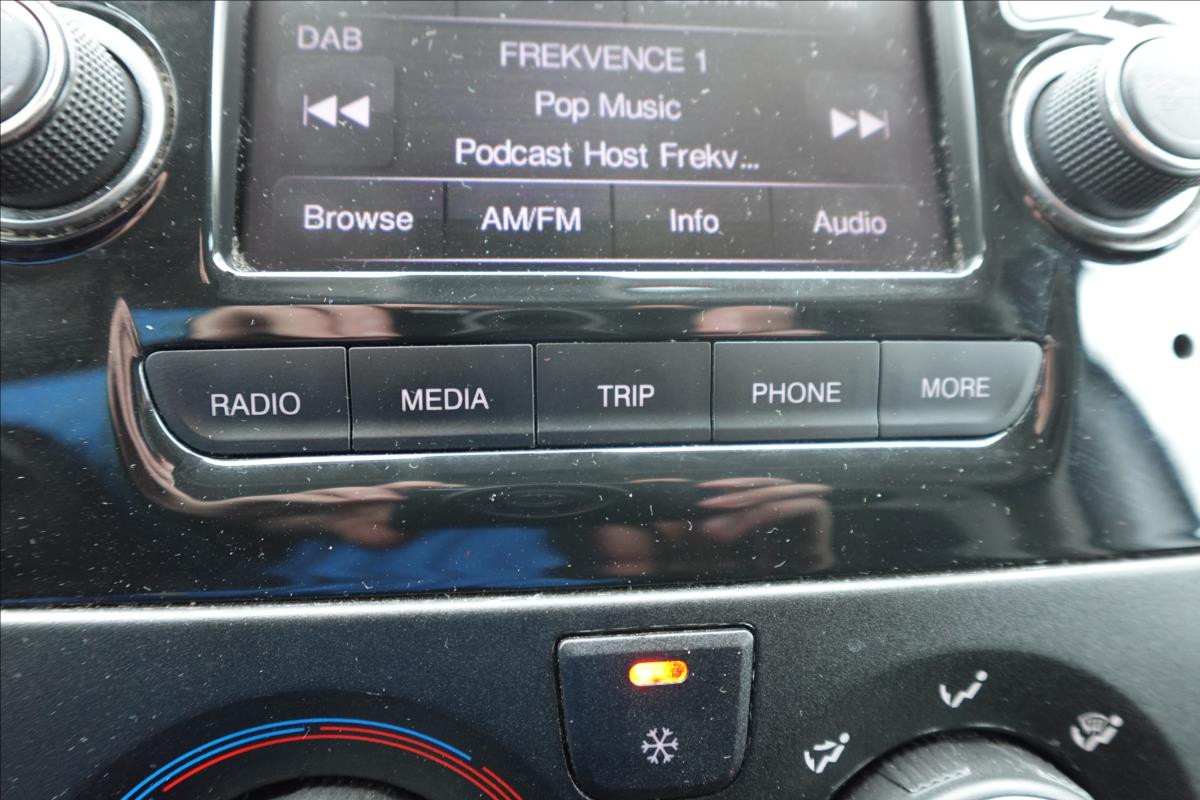 DAB
FREKVENCE 1
Pop Music
Podcast Host Frekv...
Browse
AM/FM
Info
Audio
RADIO
MEDIA
TRIP
PHONE
MORE